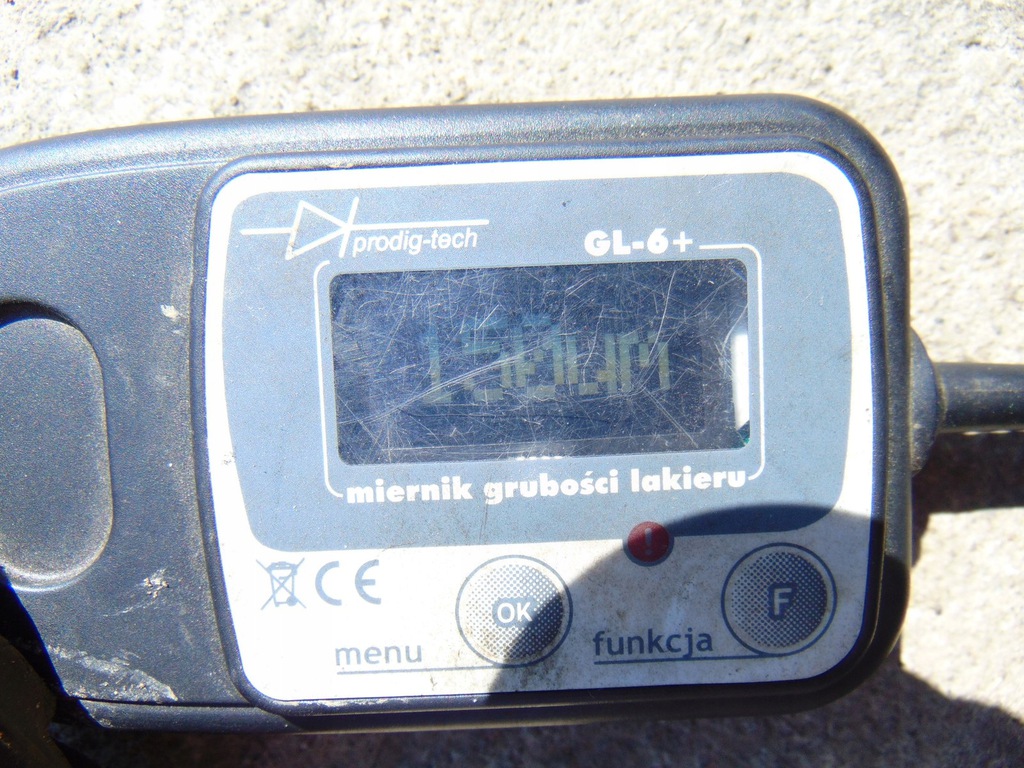 prodig-tech
GL-6+
miernik grubości lakieru
!
CE
OK
F
menu
funkcja